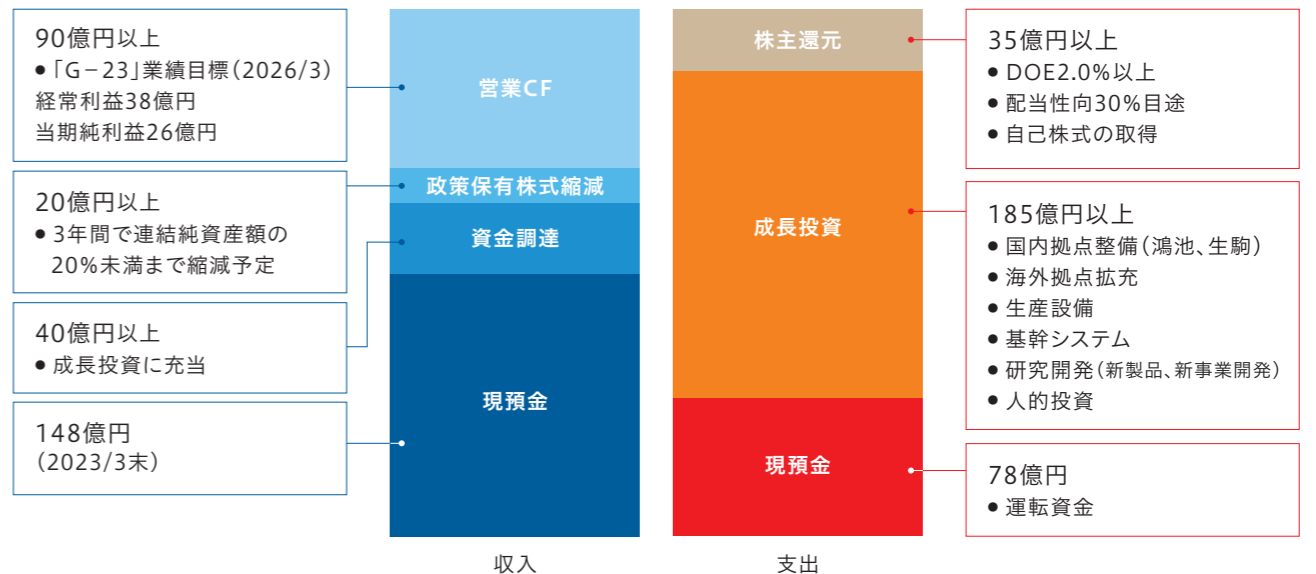 90億円以上
●「G－23」業績目標（2026/3）
経常利益38億円
当期純利益26億円
20億円以上
● 3年間で連結純資産額の
20%未満まで縮減予定
40億円以上
● 成長投資に充当
148億円
（2023/3末）
営業CF
政策保有株式縮減
資金調達
現預金
収入
株主還元
成長投資
現預金
支出
35億円以上
● DOE2.0%以上
● 配当性向30%目途
● 自己株式の取得
185億円以上
● 国内拠点整備（鴻池、生駒）
● 海外拠点拡充
● 生産設備
● 基幹システム
● 研究開発（新製品、新事業開発）
● 人的投資
78億円
● 運転資金